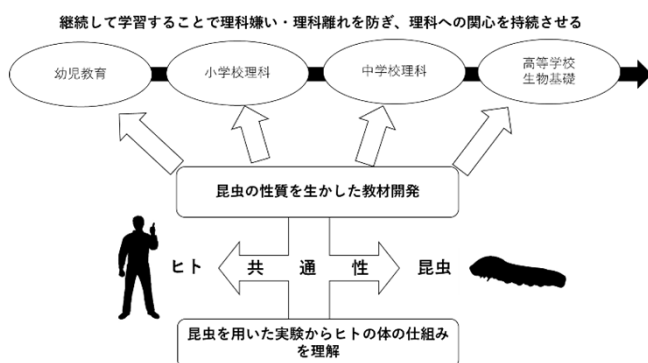 継続して学習することで理科嫌い・理科離れを防ぎ、理科への関心を持続させる
幼児教育
小学校理科
中学校理科
高等学校
生物基礎
昆虫の性質を生かした教材開発
ヒト
共通性
昆虫
昆虫を用いた実験からヒトの体の仕組み
を理解